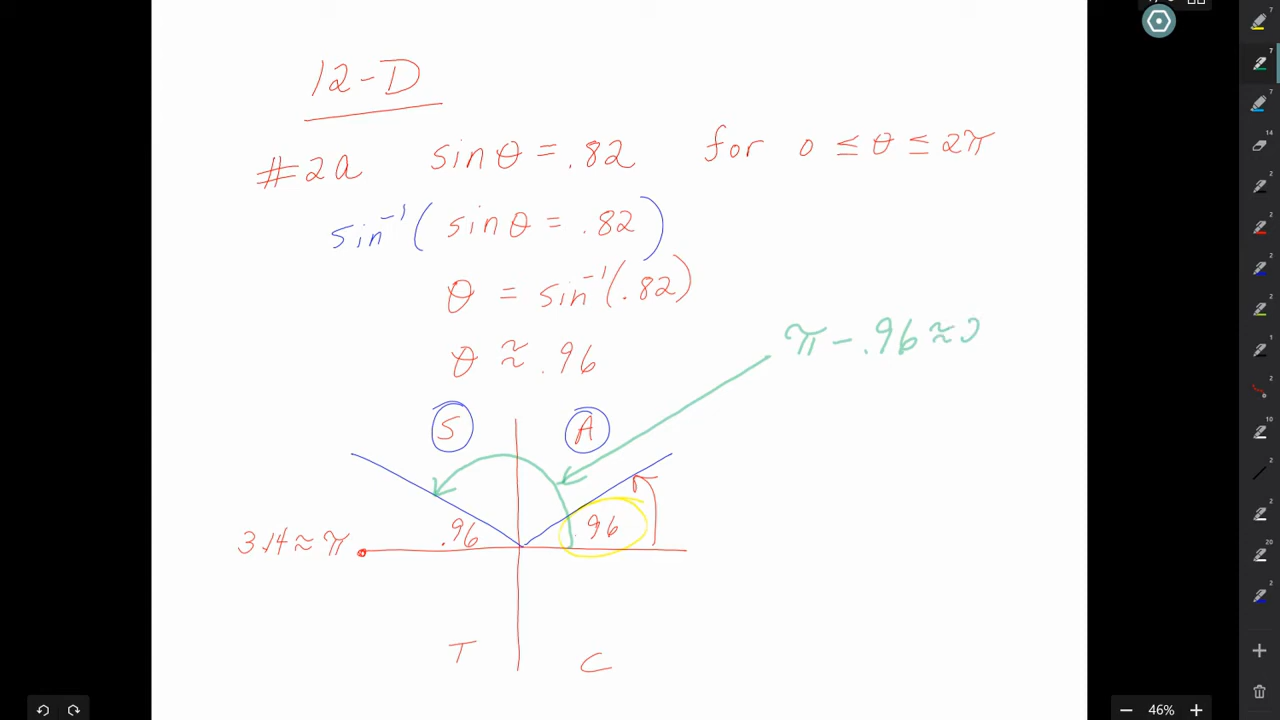 12-D
#2a sinθ = .82 for 0 ≤ θ ≤ 2π
sin⁻¹( sinθ = .82 )
θ = sin⁻¹(.82)
θ ≈ .96
π - .96 ≈
S A
.96 .96
3.14 ≈ π
T C
46%